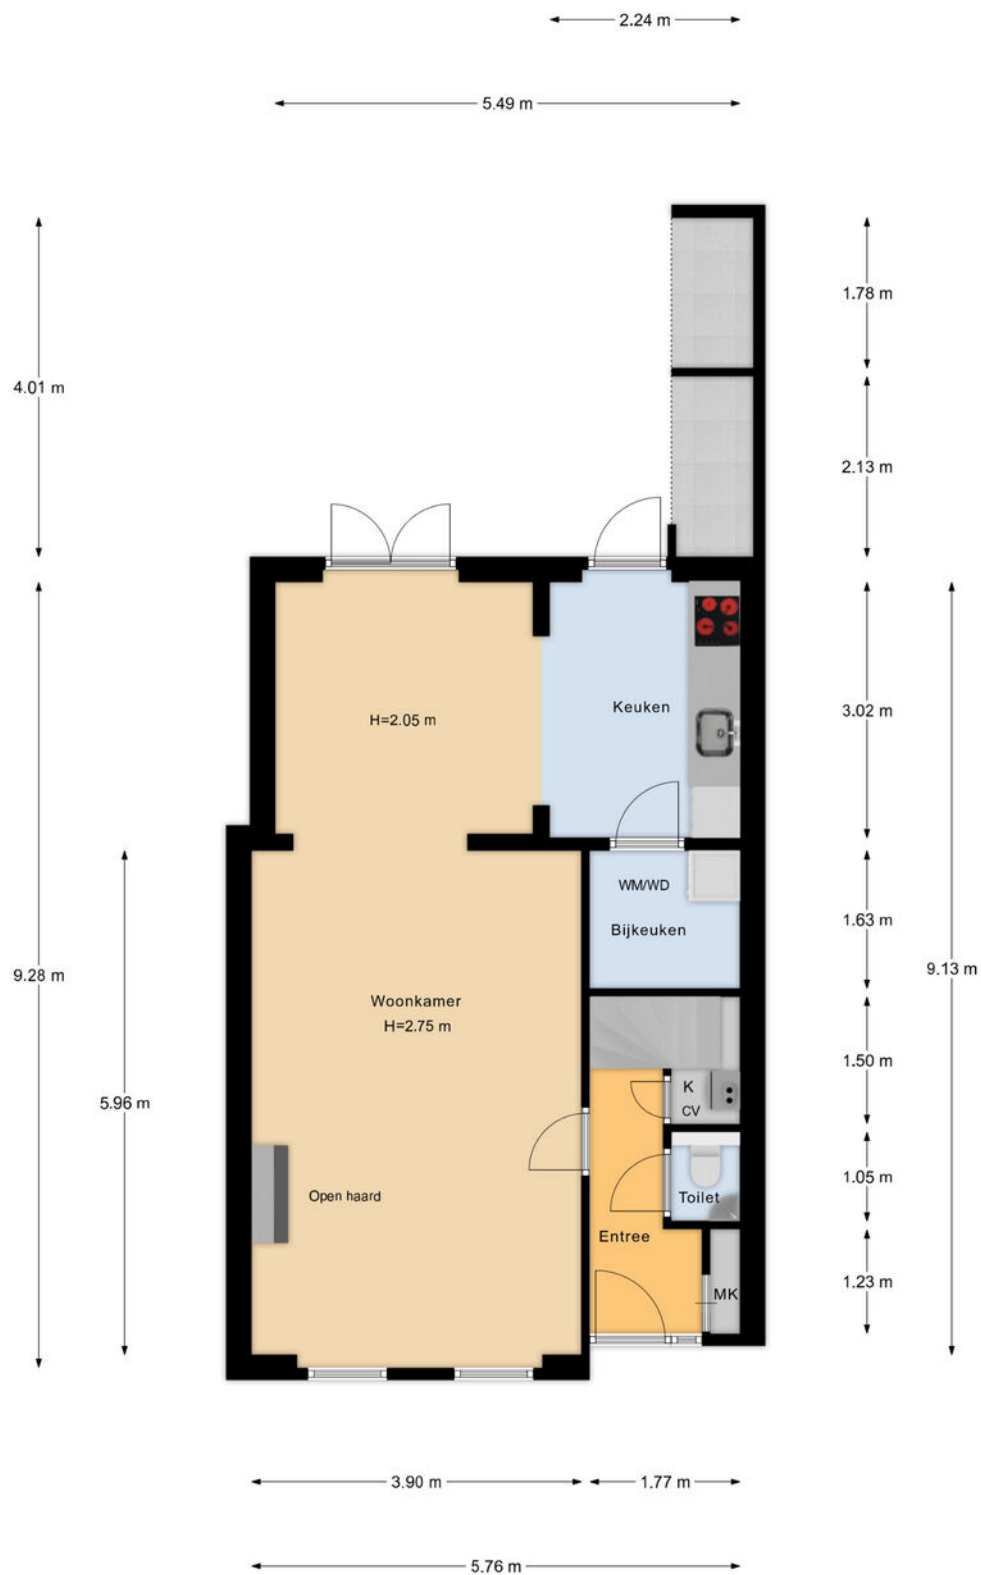 2.24 m
5.49 m
4.01 m
1.78 m
2.13 m
H=2.05 m
Keuken
3.02 m
WM/WD
Bijkeuken
1.63 m
9.28 m
9.13 m
Woonkamer
H=2.75 m
1.50 m
5.96 m
K
CV
Open haard
Toilet
1.05 m
Entree
MK
1.23 m
3.90 m
1.77 m
5.76 m